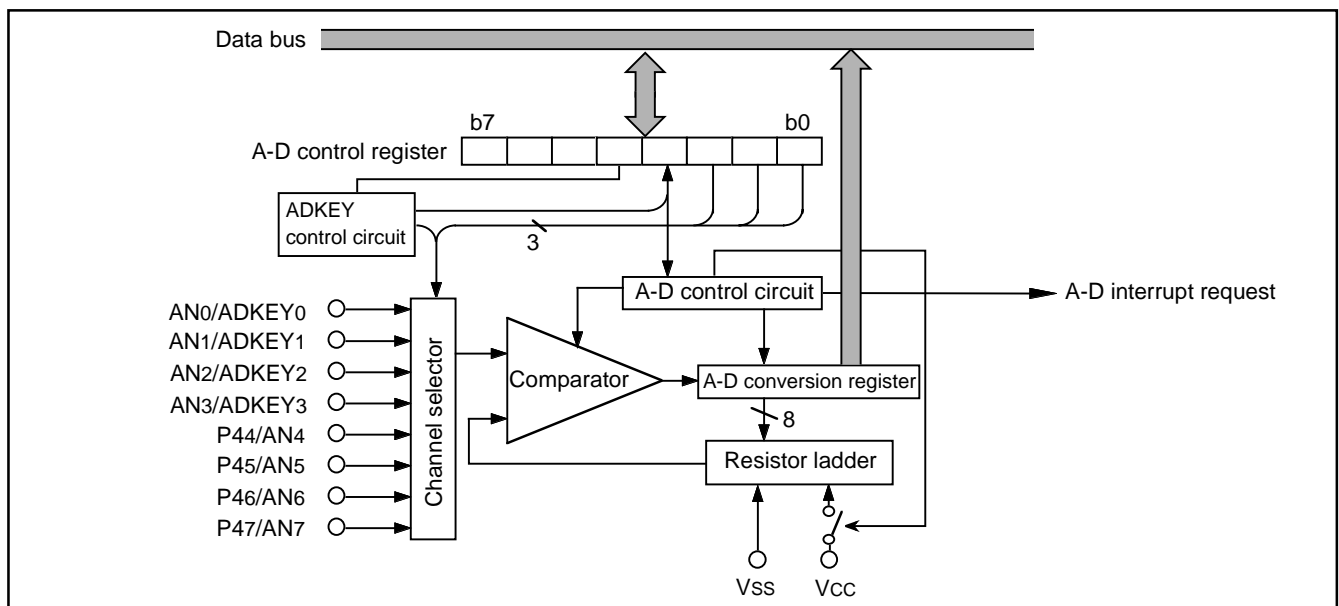 Data bus
b7
b0
A-D control register
ADKEY
control circuit
3
A-D control circuit
A-D interrupt request
AN0/ADKEY0
AN1/ADKEY1
AN2/ADKEY2
AN3/ADKEY3
P44/AN4
P45/AN5
P46/AN6
P47/AN7
Channel selector
Comparator
A-D conversion register
8
Resistor ladder
VSS
VCC